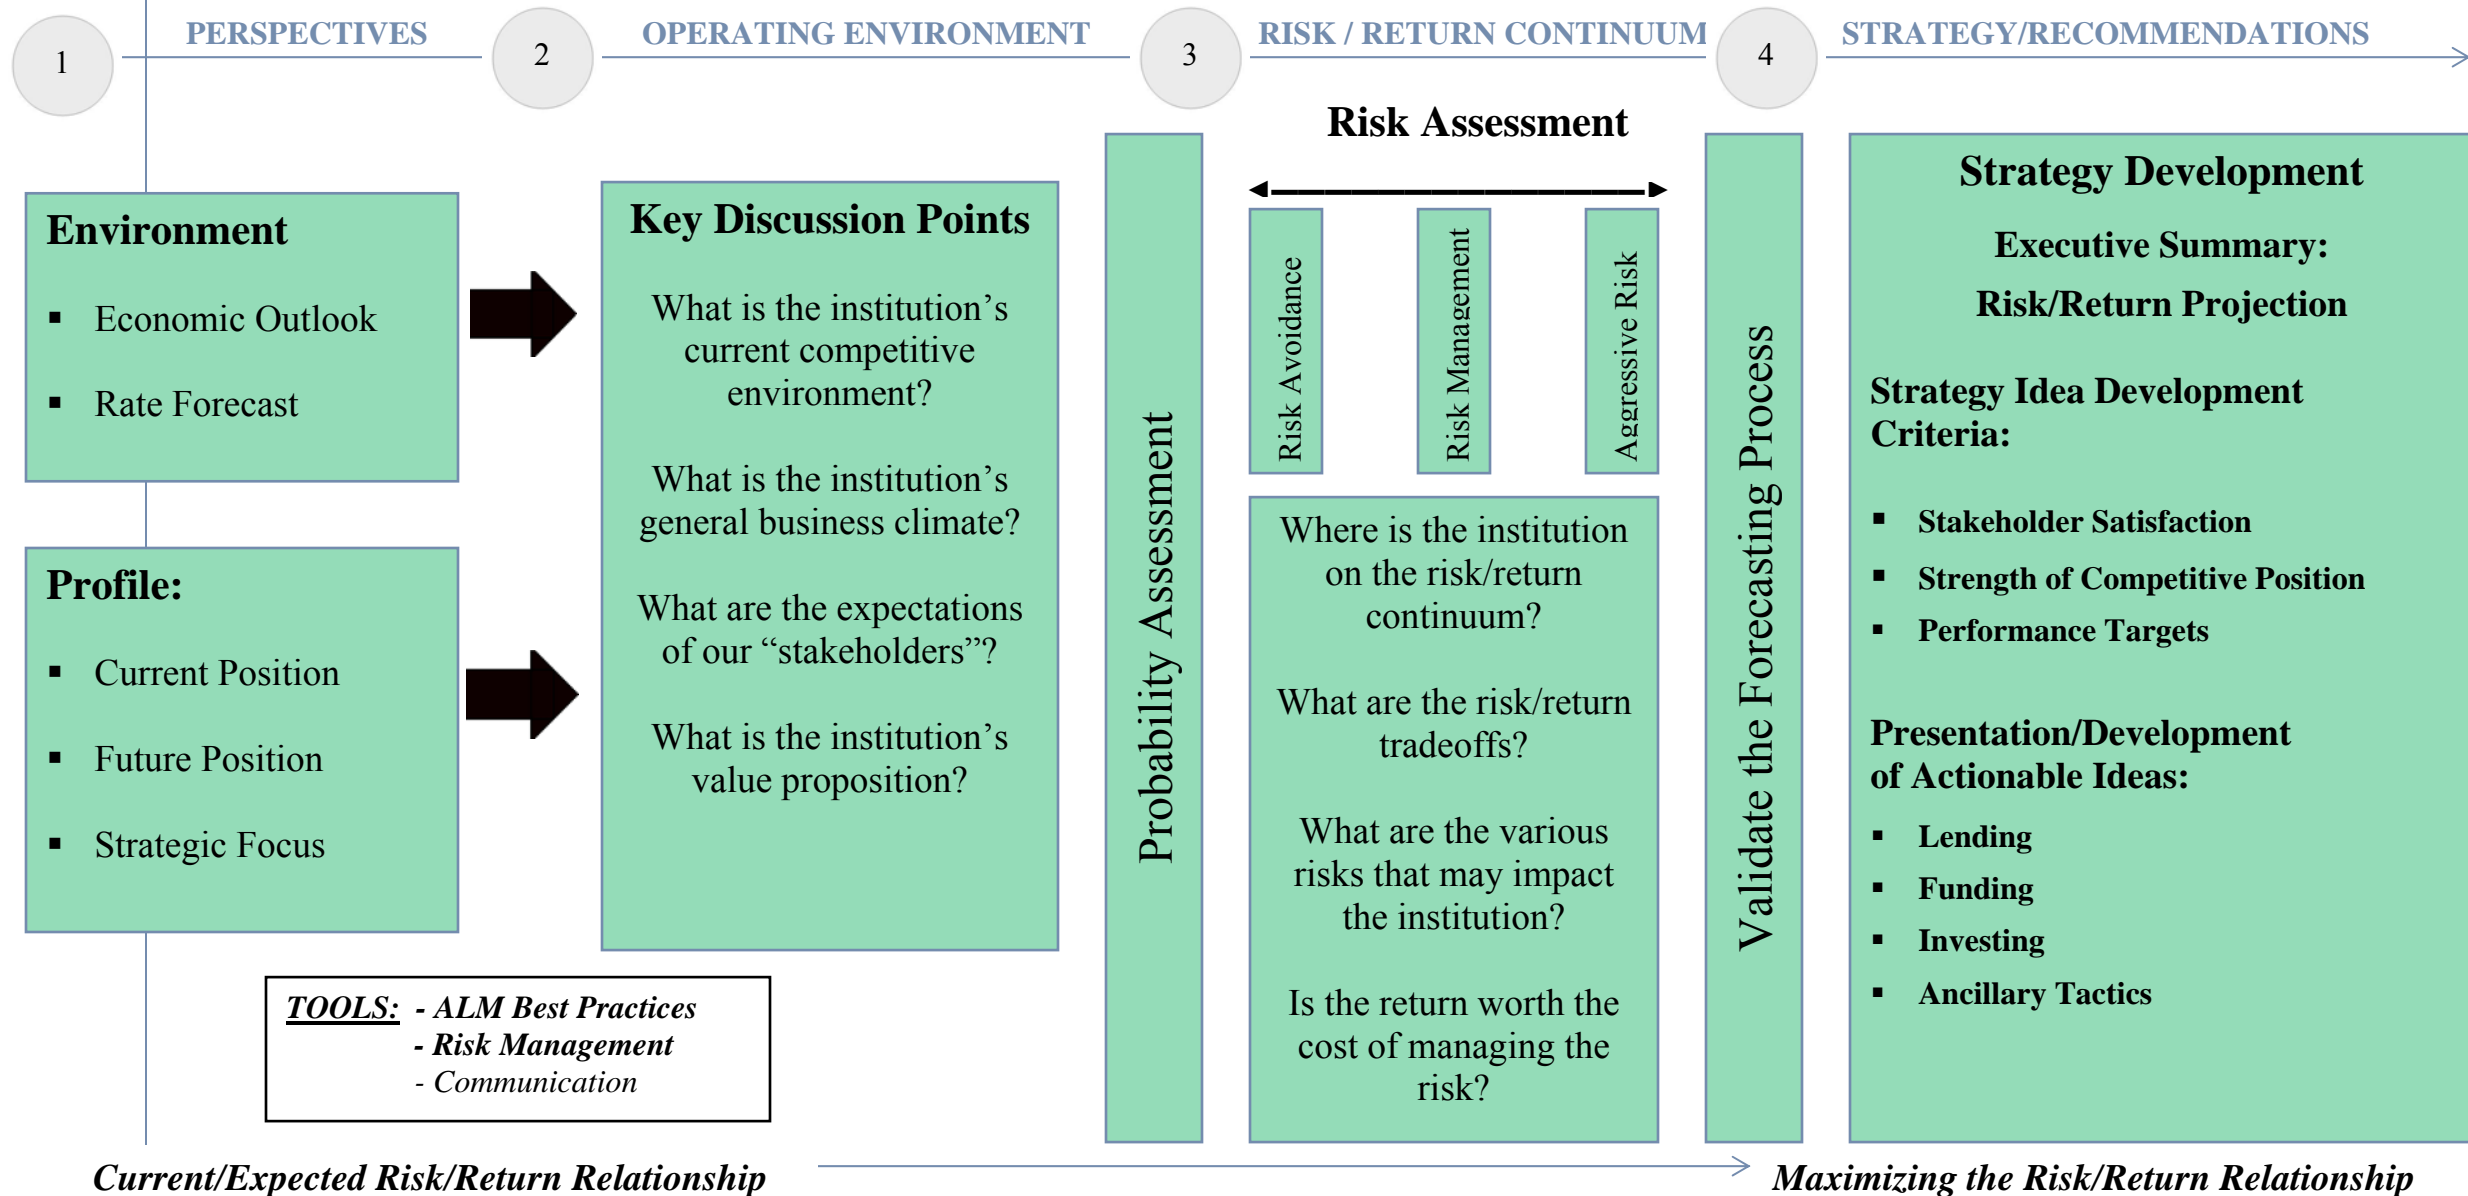 1
PERSPECTIVES
2
OPERATING ENVIRONMENT
3
RISK / RETURN CONTINUUM
4
STRATEGY/RECOMMENDATIONS
Environment
▪ Economic Outlook
▪ Rate Forecast
Profile:
▪ Current Position
▪ Future Position
▪ Strategic Focus
Key Discussion Points
What is the institution’s
current competitive
environment?
What is the institution’s
general business climate?
What are the expectations
of our “stakeholders”?
What is the institution’s
value proposition?
TOOLS: - ALM Best Practices
- Risk Management
- Communication
Probability Assessment
Risk Assessment
Risk Avoidance
Risk Management
Aggressive Risk
Where is the institution
on the risk/return
continuum?
What are the risk/return
tradeoffs?
What are the various
risks that may impact
the institution?
Is the return worth the
cost of managing the
risk?
Validate the Forecasting Process
Strategy Development
Executive Summary:
Risk/Return Projection
Strategy Idea Development
Criteria:
▪ Stakeholder Satisfaction
▪ Strength of Competitive Position
▪ Performance Targets
Presentation/Development
of Actionable Ideas:
▪ Lending
▪ Funding
▪ Investing
▪ Ancillary Tactics
Current/Expected Risk/Return Relationship
Maximizing the Risk/Return Relationship